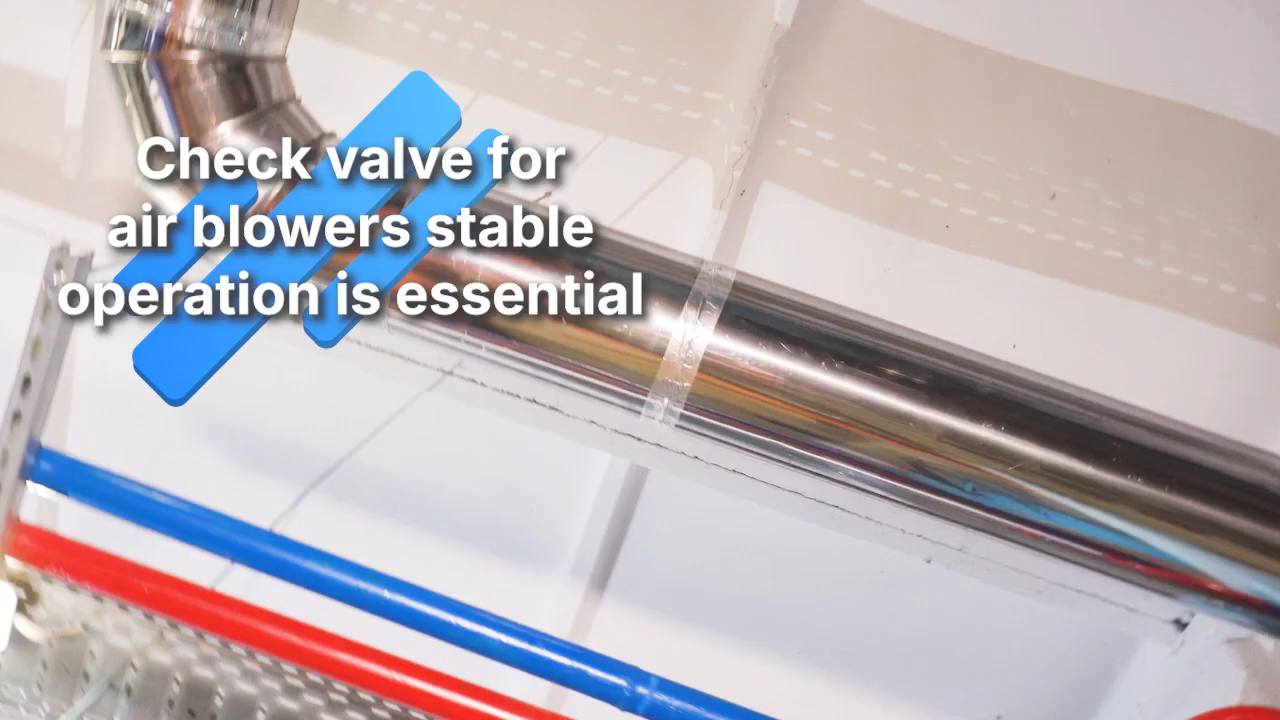 Check valve for
air blowers stable
operation is essential